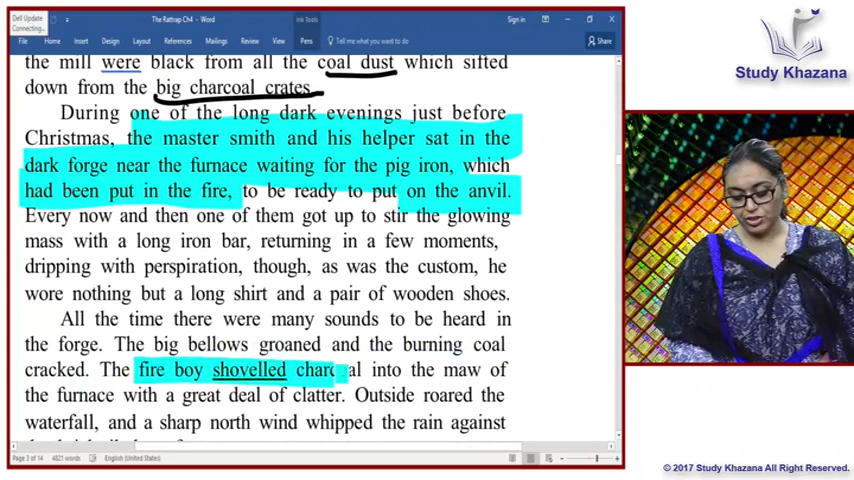 Dell Update
Connecting...
The Rattrap Ch4 - Word
Ink Tools
Sign in
File Home Insert Design Layout References Mailings Review View Help Pens Tell me what you want to do Share
the mill were black from all the coal dust which sifted
down from the big charcoal crates
During one of the long dark evenings just before
Christmas, the master smith and his helper sat in the
dark forge near the furnace waiting for the pig iron, which
had been put in the fire, to be ready to put on the anvil.
Every now and then one of them got up to stir the glowing
mass with a long iron bar, returning in a few moments,
dripping with perspiration, though, as was the custom, he
wore nothing but a long shirt and a pair of wooden shoes.
All the time there were many sounds to be heard in
the forge. The big bellows groaned and the burning coal
cracked. The fire boy shovelled charcoal into the maw of
the furnace with a great deal of clatter. Outside roared the
waterfall, and a sharp north wind whipped the rain against
Page 3 of 14 4821 words English (United States)
Study Khazana
© 2017 Study Khazana All Rights Reserved.